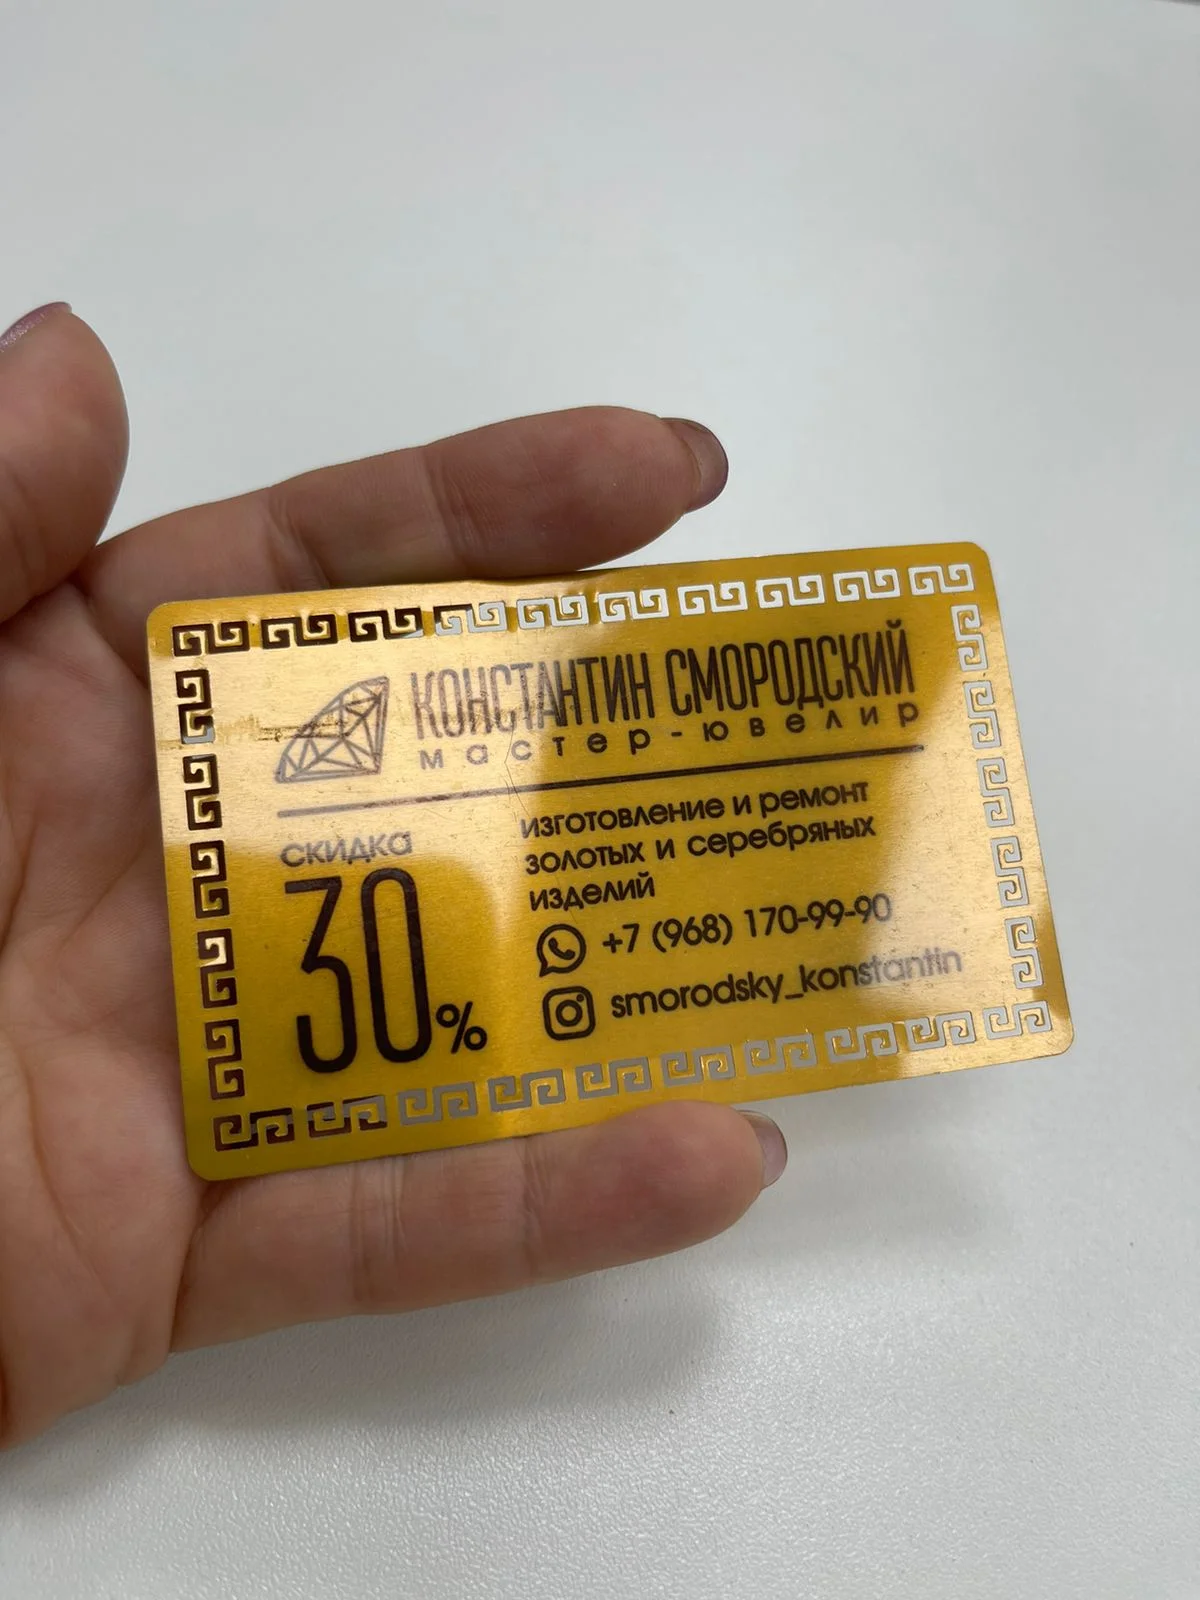 КОНСТАНТИН СМОРОДСКИЙ
мастер-ювелир
скидка
30%
изготовление и ремонт
золотых и серебряных
изделий
+7 (968) 170-99-90
smorodsky_konstantin